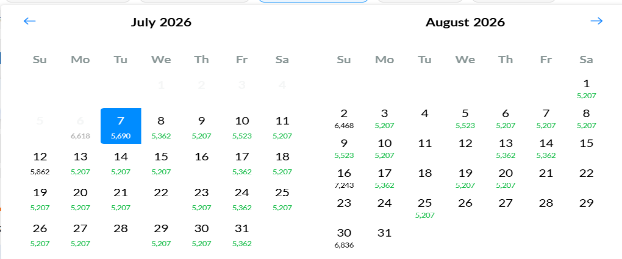 July 2026
Su Mo Tu We Th Fr Sa
1 2 3 4
5 6 7 8 9 10 11
6,618 5,690 5,362 5,207 5,523 5,207
12 13 14 15 16 17 18
5,862 5,207 5,207 5,207 5,362 5,207
19 20 21 22 23 24 25
5,207 5,207 5,207 5,207 5,362 5,207
26 27 28 29 30 31
5,207 5,207 5,207 5,207 5,362
August 2026
Su Mo Tu We Th Fr Sa
1
5,207
2 3 4 5 6 7 8
6,468 5,207 5,523 5,207 5,207 5,207
9 10 11 12 13 14 15
5,523 5,207 5,362 5,362
16 17 18 19 20 21 22
7,243 5,362 5,207 5,207
23 24 25 26 27 28 29
5,207
30 31
6,836